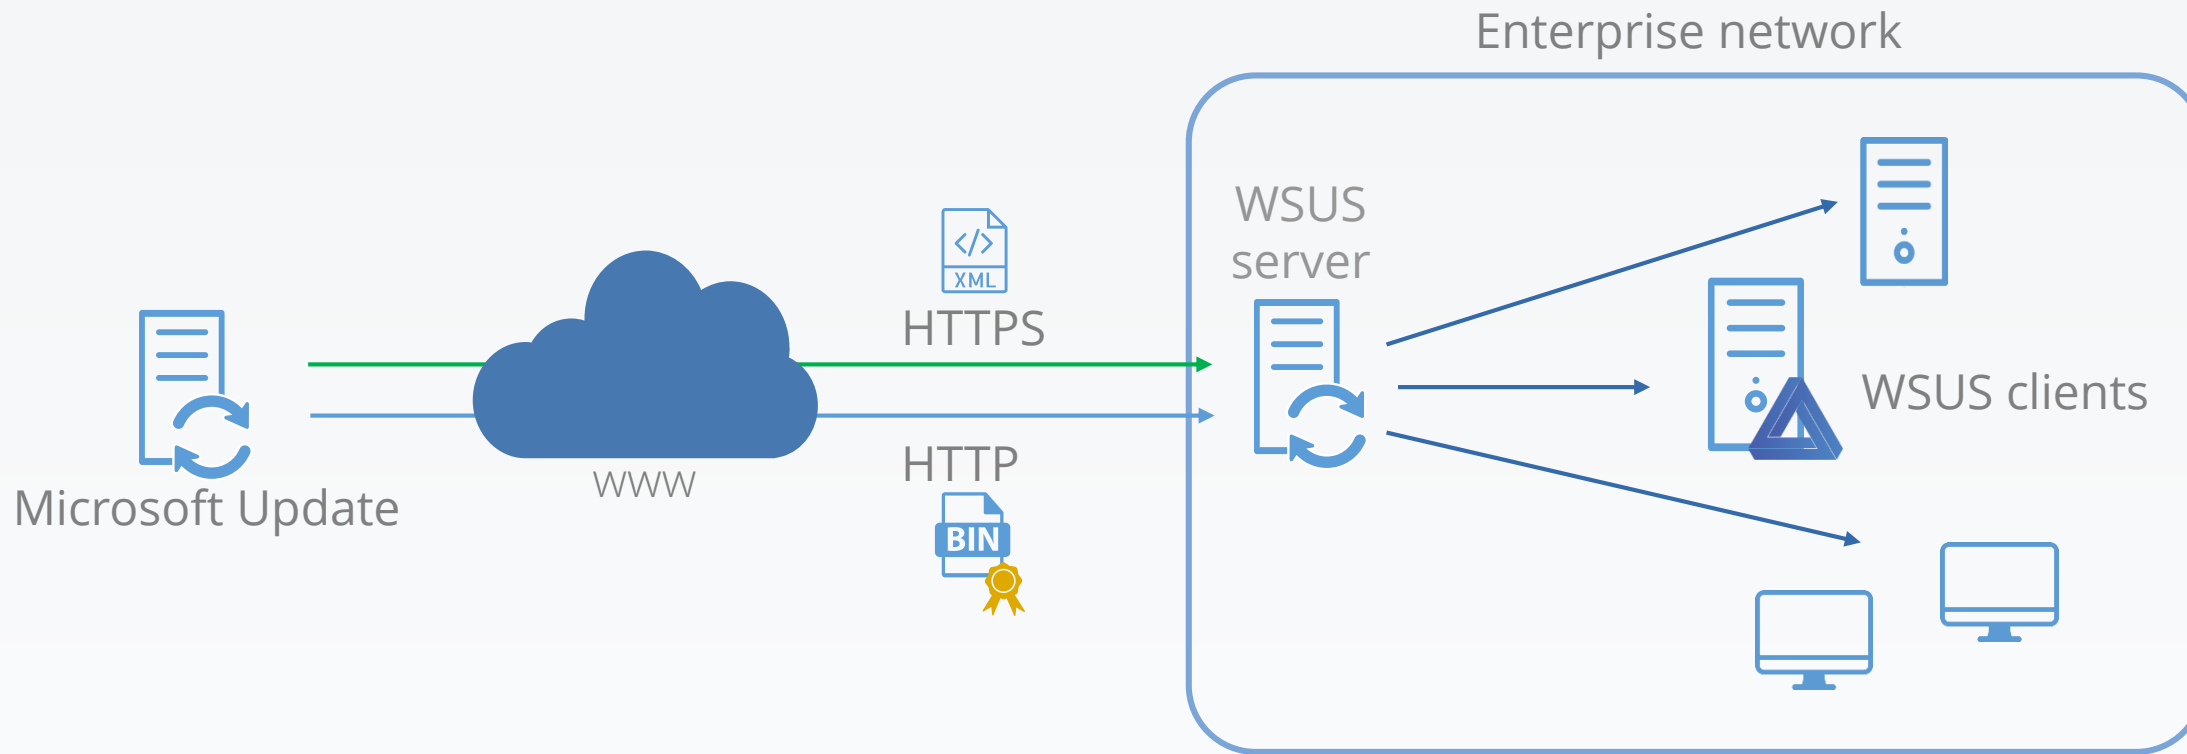 Enterprise network
WSUS
server
</>
XML
HTTPS
WSUS clients
HTTP
WWW
Microsoft Update
BIN